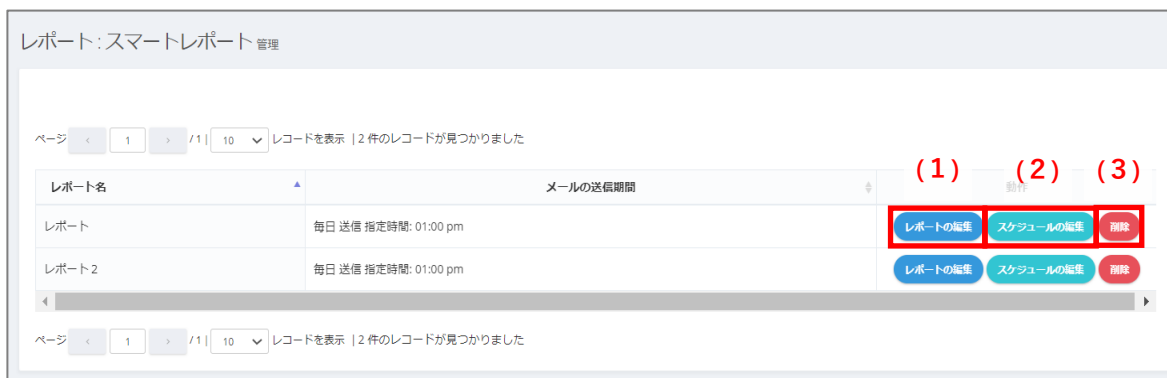 レポート : スマートレポート 管理
ページ < 1 > / 1 | 10 レコードを表示 | 2 件のレコードが見つかりました
(1) (2) (3)
レポート名 メールの送信期間 動作
レポート 毎日 送信 指定時間: 01:00 pm レポートの編集 スケジュールの編集 削除
レポート 2 毎日 送信 指定時間: 01:00 pm レポートの編集 スケジュールの編集 削除
ページ < 1 > / 1 | 10 レコードを表示 | 2 件のレコードが見つかりました